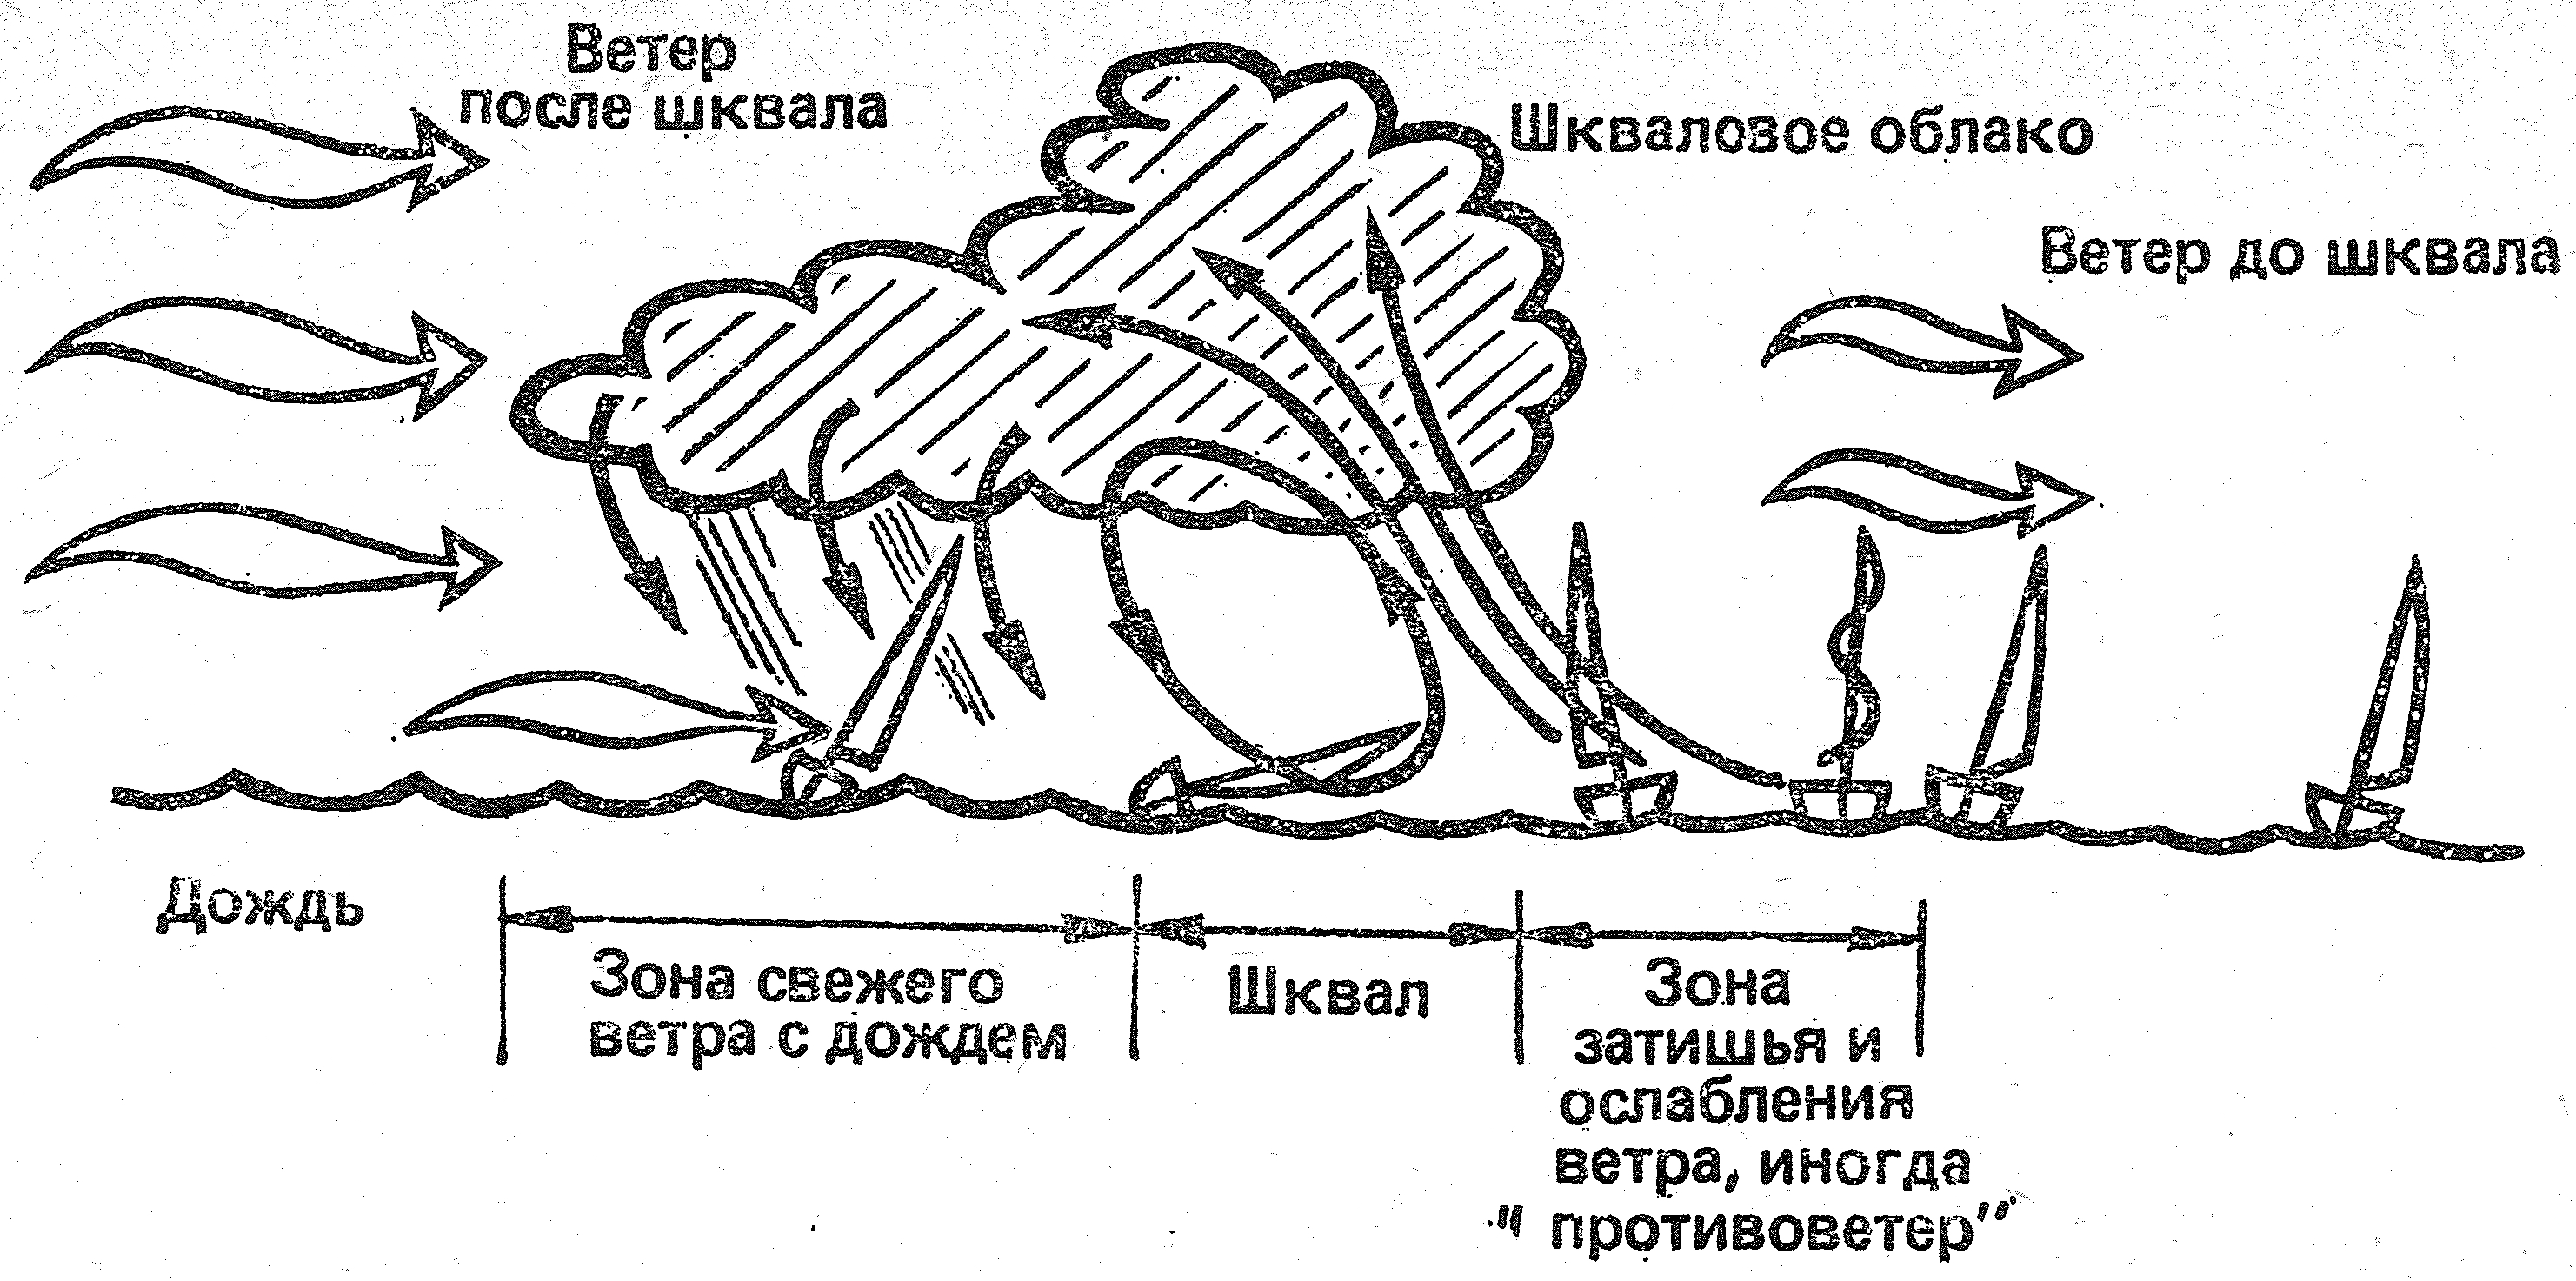 Ветер
после шквала
Шкваловое облако
Ветер до шквала
Дождь
Зона свежего
ветра с дождем
Шквал
Зона
затишья и
ослабления
ветра, иногда
"противоветер"